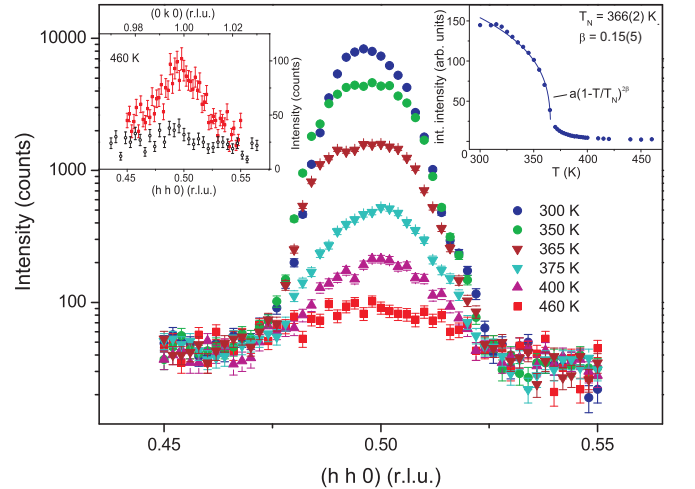 (0 k 0) (r.l.u.)
0.98 1.00 1.02
460 K
100
50
0
Intensity (counts)
0.45 0.50 0.55
(h h 0) (r.l.u.)
T_N = 366(2) K
β = 0.15(5)
a(1-T/T_N)^2β
150
100
50
int. intensity (arb. units)
300 350 400 450
T (K)
10000
1000
100
Intensity (counts)
300 K
350 K
365 K
375 K
400 K
460 K
0.45 0.50 0.55
(h h 0) (r.l.u.)